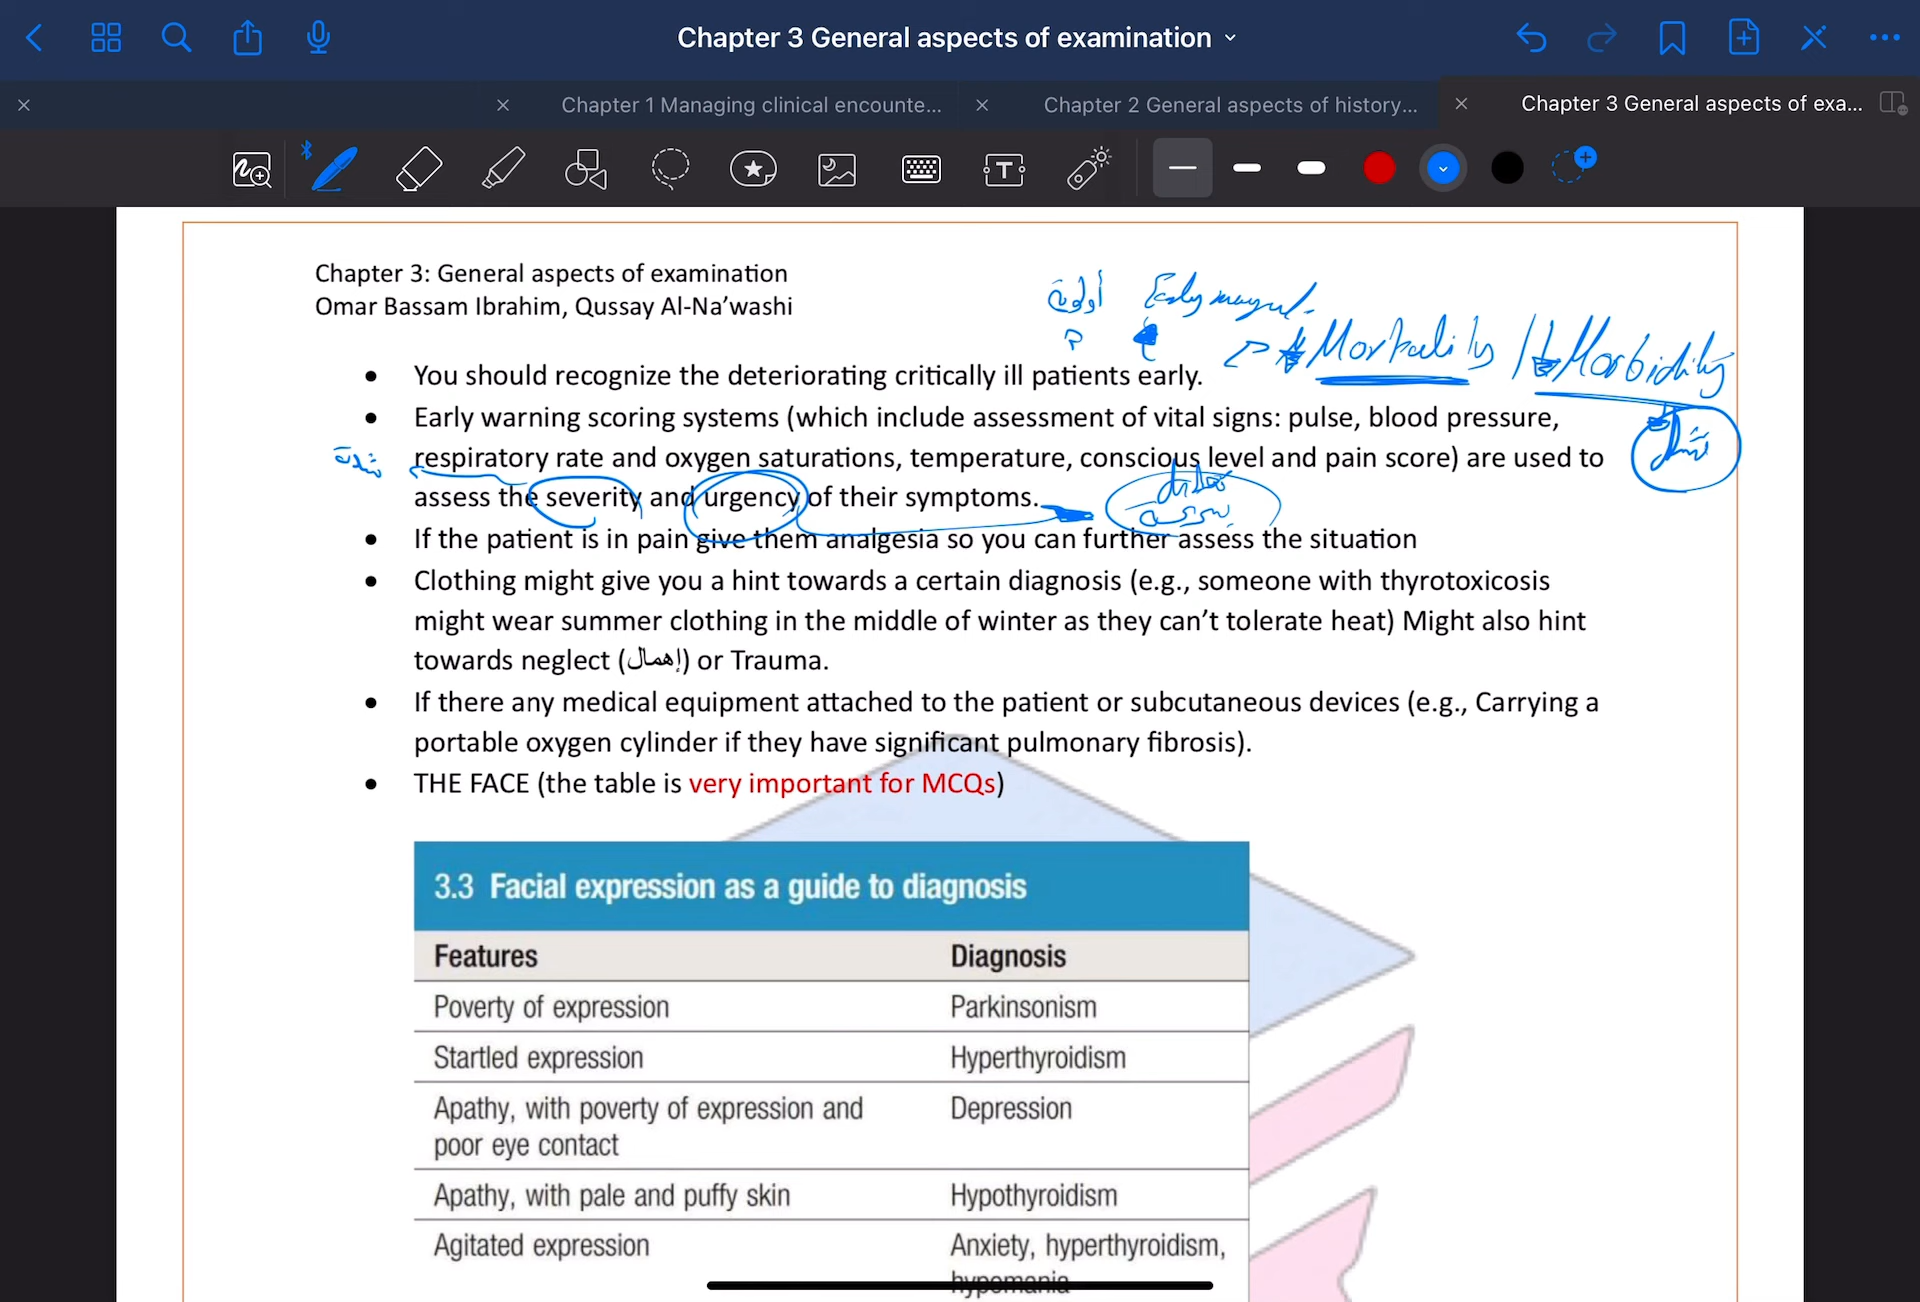 Chapter 3 General aspects of examination
Chapter 1 Managing clinical encounte...
Chapter 2 General aspects of history...
Chapter 3 General aspects of exa...
T
Chapter 3: General aspects of examination
Omar Bassam Ibrahim, Qussay Al-Na’washi
أولوية Early
Mortality / Morbidity
• You should recognize the deteriorating critically ill patients early.
• Early warning scoring systems (which include assessment of vital signs: pulse, blood pressure,
respiratory rate and oxygen saturations, temperature, conscious level and pain score) are used to
شدة
assess the severity and urgency of their symptoms.
• If the patient is in pain give them analgesia so you can further assess the situation
• Clothing might give you a hint towards a certain diagnosis (e.g., someone with thyrotoxicosis
might wear summer clothing in the middle of winter as they can’t tolerate heat) Might also hint
towards neglect (إهمال) or Trauma.
• If there any medical equipment attached to the patient or subcutaneous devices (e.g., Carrying a
portable oxygen cylinder if they have significant pulmonary fibrosis).
• THE FACE (the table is very important for MCQs)
3.3 Facial expression as a guide to diagnosis
Features Diagnosis
Poverty of expression Parkinsonism
Startled expression Hyperthyroidism
Apathy, with poverty of expression and Depression
poor eye contact
Apathy, with pale and puffy skin Hypothyroidism
Agitated expression Anxiety, hyperthyroidism,
hypomania